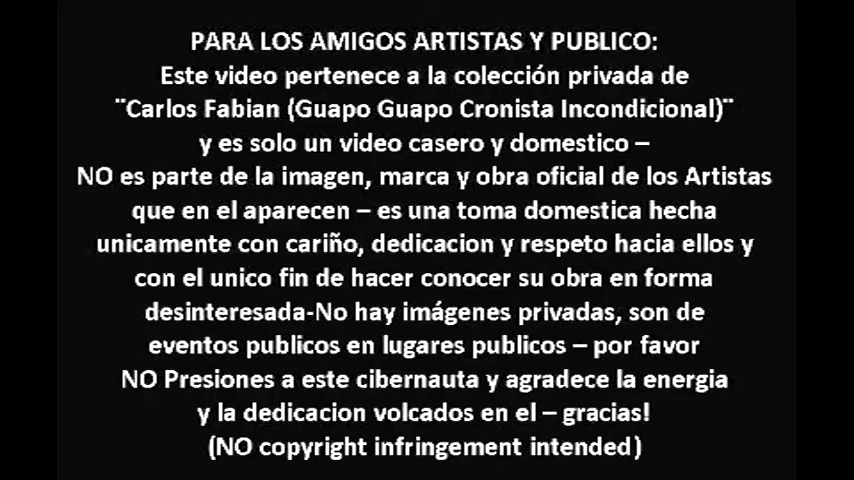 PARA LOS AMIGOS ARTISTAS Y PUBLICO:
Este video pertenece a la colección privada de
¨Carlos Fabian (Guapo Guapo Cronista Incondicional)¨
y es solo un video casero y domestico –
NO es parte de la imagen, marca y obra oficial de los Artistas
que en el aparecen – es una toma domestica hecha
unicamente con cariño, dedicacion y respeto hacia ellos y
con el unico fin de hacer conocer su obra en forma
desinteresada-No hay imágenes privadas, son de
eventos publicos en lugares publicos – por favor
NO Presiones a este cibernauta y agradece la energia
y la dedicacion volcados en el – gracias!
(NO copyright infringement intended)